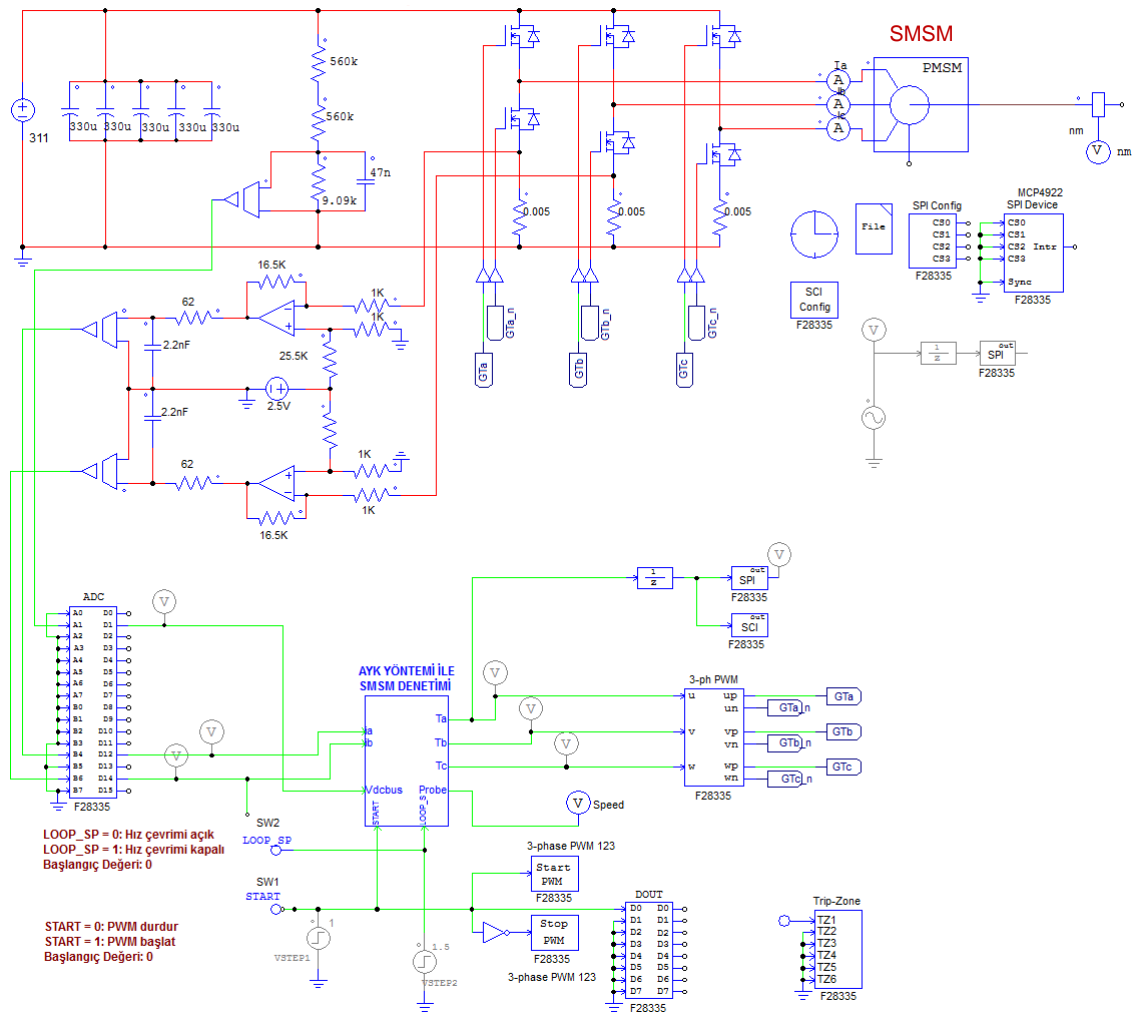 SMSM
Ia
PMSM
A
Ib
A
Ic
A
560k
311
330u
330u
330u
330u
330u
560k
nm
V
nm
47n
9.09k
0.005
0.005
0.005
MCP4922
SPI Config
SPI Device
File
CS0
CS1
CS2
CS3
F28335
CS0
CS1
CS2
CS3
Intr
Sync
F28335
16.5K
1K
62
1K
SCI
Config
F28335
GTa_n
GTb_n
GTc_n
GTa
GTb
GTc
V
1
z
out
SPI
F28335
2.2nF
25.5K
2.5V
2.2nF
62
1K
1K
16.5K
V
1
z
out
SPI
F28335
out
SCI
F28335
ADC
V
A0 D0
A1 D1
A2 D2
A3 D3
A4 D4
A5 D5
A6 D6
A7 D7
B0 D8
B1 D9
B2 D10
B3 D11
B4 D12
B5 D13
B6 D14
B7 D15
F28335
V
V
AYK YÖNTEMİ İLE
SMSM DENETİMİ
ia
ib
Vdcbus
START
LOOP_S
Ta
Tb
Tc
Probe
V
V
V
V
Speed
3-ph PWM
u up
un
v vp
vn
w wp
wn
F28335
GTa
GTa_n
GTb
GTb_n
GTc
GTc_n
LOOP_SP = 0: Hız çevrimi açık
LOOP_SP = 1: Hız çevrimi kapalı
Başlangıç Değeri: 0
SW2
LOOP_SP
SW1
START
START = 0: PWM durdur
START = 1: PWM başlat
Başlangıç Değeri: 0
1
VSTEP1
1.5
VSTEP2
3-phase PWM 123
Start
PWM
F28335
Stop
PWM
F28335
3-phase PWM 123
DOUT
D0 D0
D1 D1
D2 D2
D3 D3
D4 D4
D5 D5
D6 D6
D7 D7
F28335
Trip-Zone
TZ1
TZ2
TZ3
TZ4
TZ5
TZ6
F28335